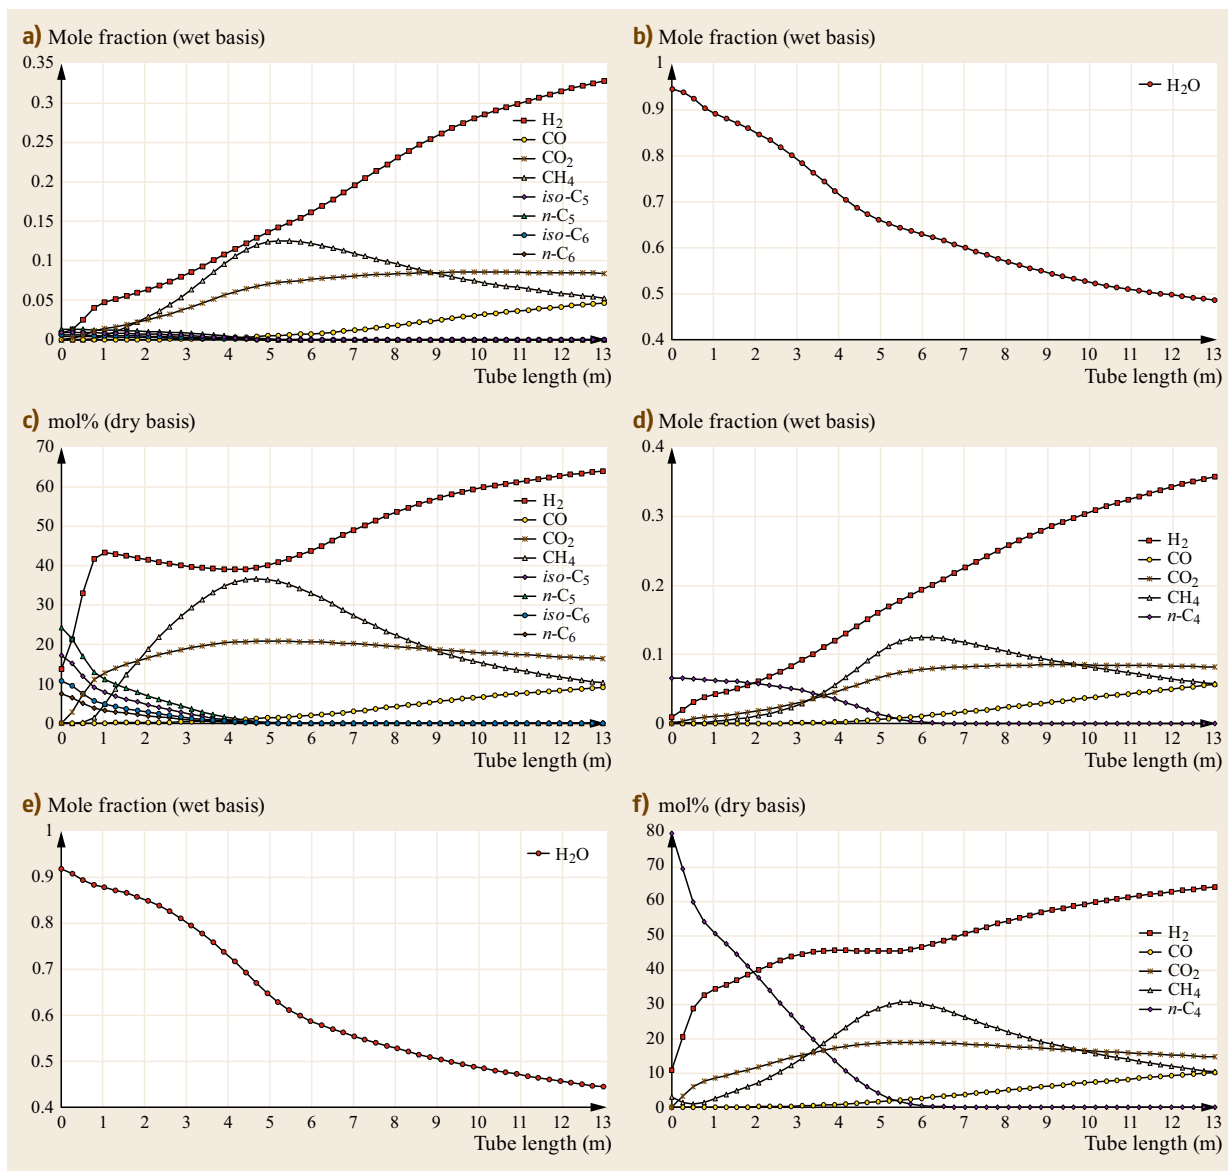 a) Mole fraction (wet basis)
0.35
0.3
0.25
0.2
0.15
0.1
0.05
0
H2
CO
CO2
CH4
iso-C5
n-C5
iso-C6
n-C6
0 1 2 3 4 5 6 7 8 9 10 11 12 13
Tube length (m)
b) Mole fraction (wet basis)
1
0.9
0.8
0.7
0.6
0.5
0.4
H2O
0 1 2 3 4 5 6 7 8 9 10 11 12 13
Tube length (m)
c) mol% (dry basis)
70
60
50
40
30
20
10
0
H2
CO
CO2
CH4
iso-C5
n-C5
iso-C6
n-C6
0 1 2 3 4 5 6 7 8 9 10 11 12 13
Tube length (m)
d) Mole fraction (wet basis)
0.4
0.3
0.2
0.1
0
H2
CO
CO2
CH4
n-C4
0 1 2 3 4 5 6 7 8 9 10 11 12 13
Tube length (m)
e) Mole fraction (wet basis)
1
0.9
0.8
0.7
0.6
0.5
0.4
H2O
0 1 2 3 4 5 6 7 8 9 10 11 12 13
Tube length (m)
f) mol% (dry basis)
80
70
60
50
40
30
20
10
0
H2
CO
CO2
CH4
n-C4
0 1 2 3 4 5 6 7 8 9 10 11 12 13
Tube length (m)